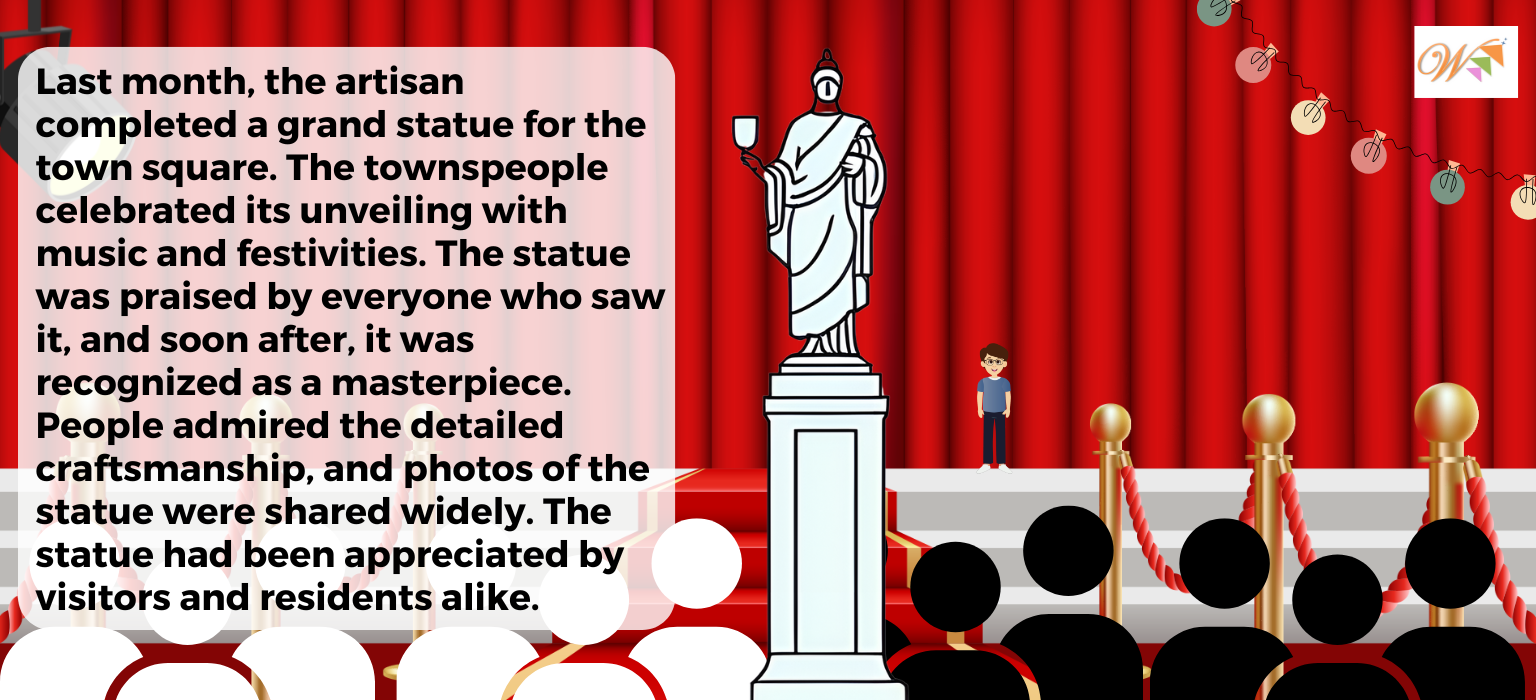 Last month, the artisan
completed a grand statue for the
town square. The townspeople
celebrated its unveiling with
music and festivities. The statue
was praised by everyone who saw
it, and soon after, it was
recognized as a masterpiece.
People admired the detailed
craftsmanship, and photos of the
statue were shared widely. The
statue had been appreciated by
visitors and residents alike.
W